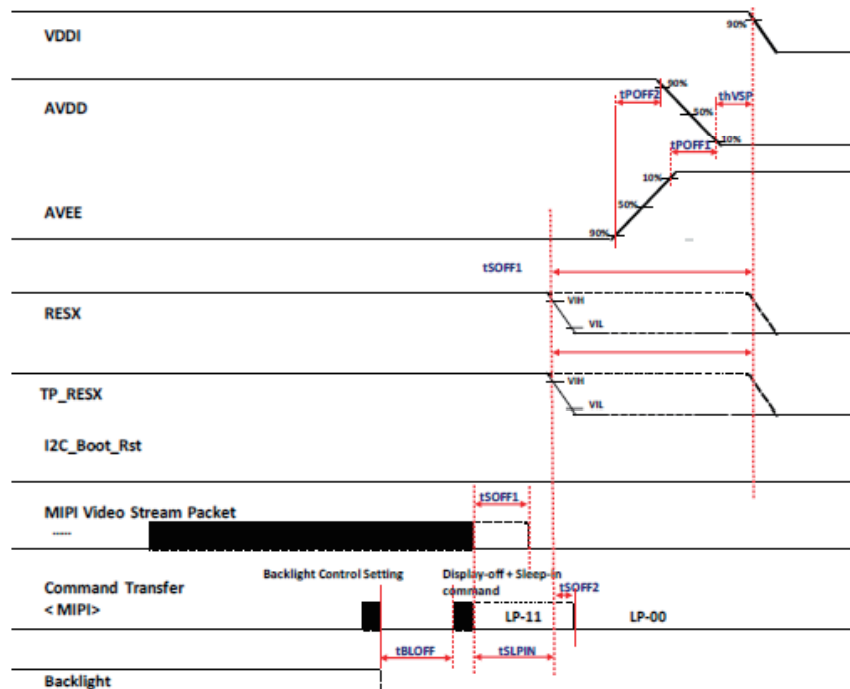 VDDI
90%
AVDD
tPOFF2
90%
thVSP
50%
tPOFF1
10%
10%
AVEE
50%
90%
tSOFF1
RESX
VIH
VIL
TP_RESX
VIH
VIL
I2C_Boot_Rst
tSOFF1
MIPI Video Stream Packet
Backlight Control Setting
Display-off + Sleep-in
command
tSOFF2
Command Transfer
< MIPI>
LP-11
LP-00
tBLOFF
tSLPIN
Backlight